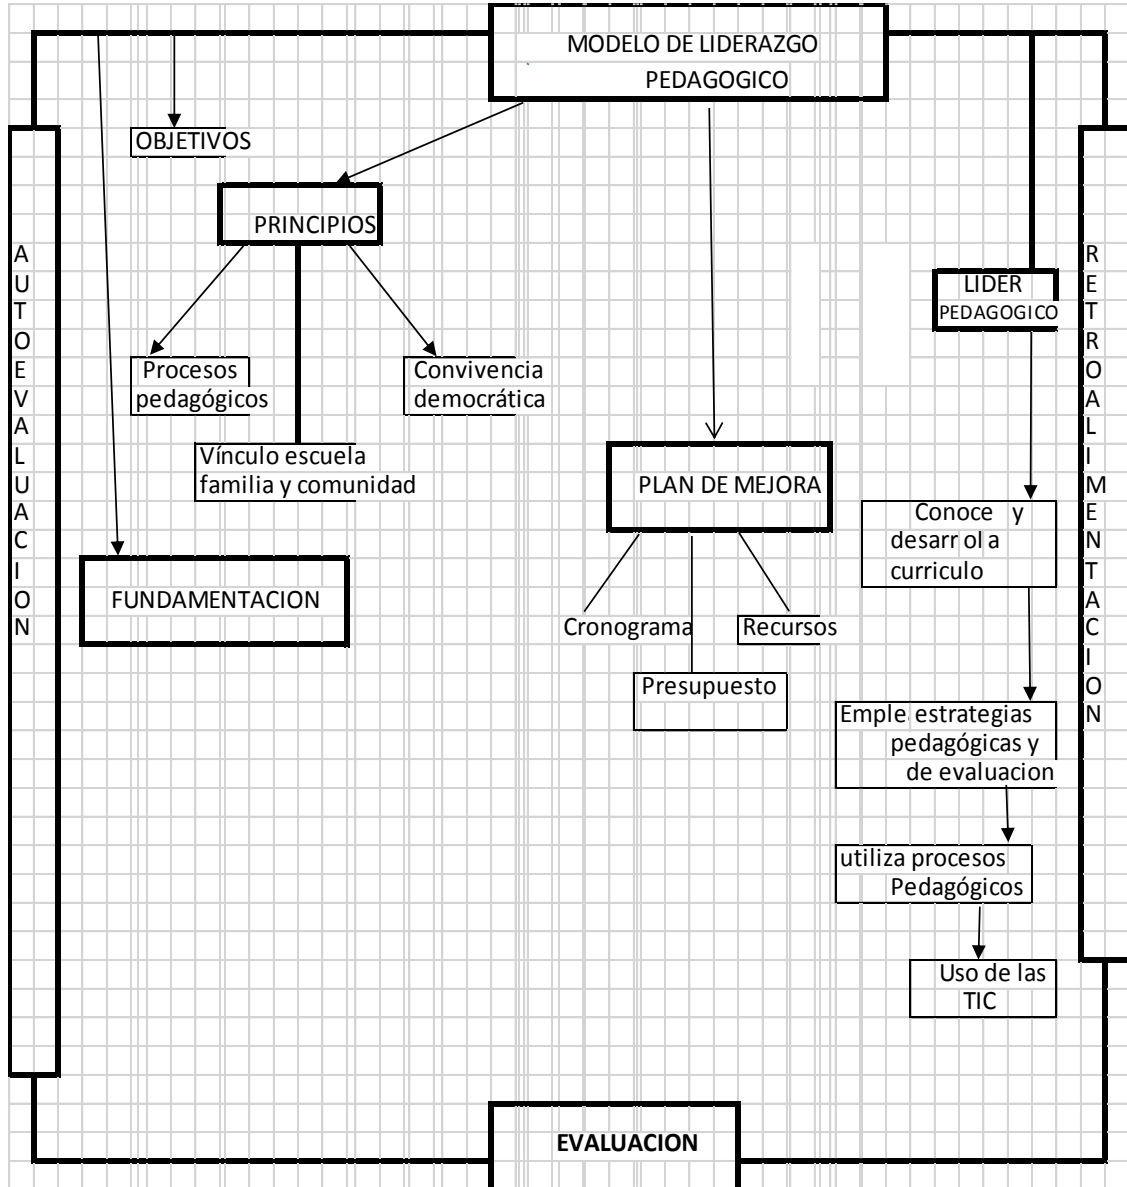 MODELO DE LIDERAZGO
PEDAGOGICO
OBJETIVOS
PRINCIPIOS
AUTOEVALUACION
RETROALIMENTACION
LIDER
PEDAGOGICO
Procesos
pedagógicos
Convivencia
democrática
Vínculo escuela
familia y comunidad
PLAN DE MEJORA
Conoce y
desarr ol a
curriculo
FUNDAMENTACION
Cronograma
Recursos
Presupuesto
Emple estrategias
pedagógicas y
de evaluacion
utiliza procesos
Pedagógicos
Uso de las
TIC
EVALUACION